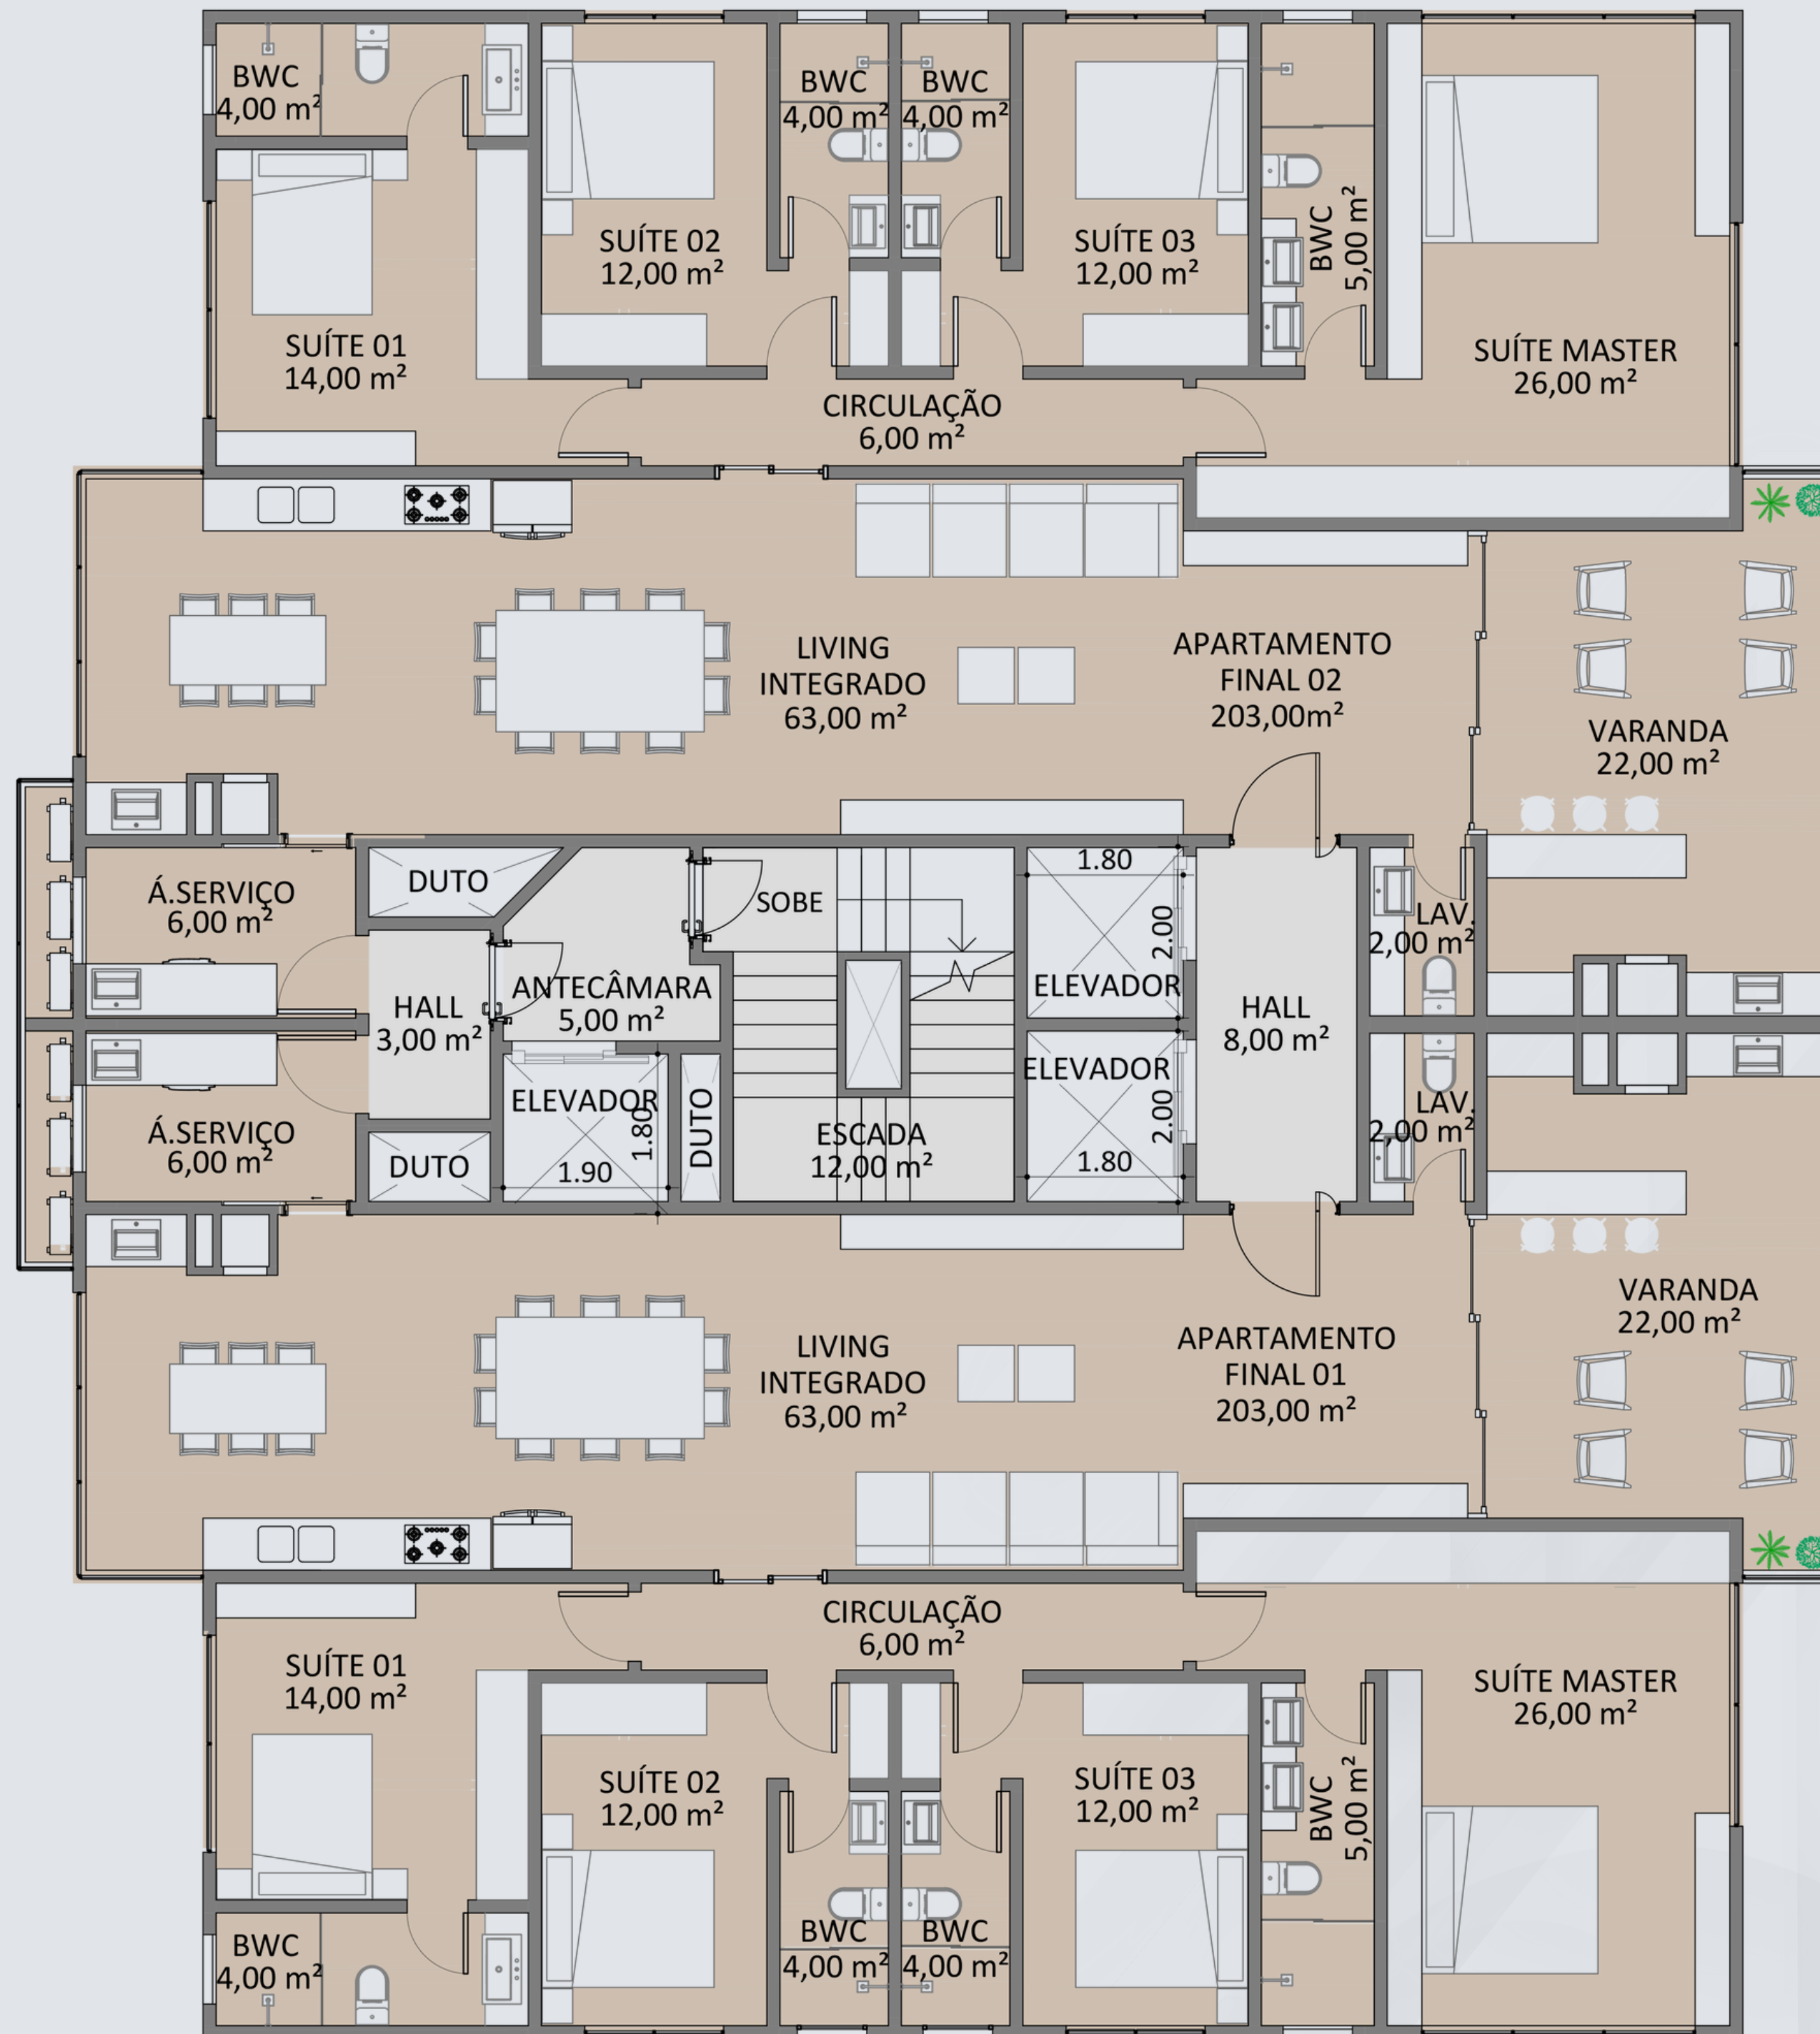 BWC
4,00 m²
BWC
4,00 m²
BWC
4,00 m²
BWC
5,00 m²
SUÍTE 02
12,00 m²
SUÍTE 03
12,00 m²
SUÍTE 01
14,00 m²
SUÍTE MASTER
26,00 m²
CIRCULAÇÃO
6,00 m²
LIVING
INTEGRADO
63,00 m²
APARTAMENTO
FINAL 02
203,00m²
VARANDA
22,00 m²
Á.SERVIÇO
6,00 m²
DUTO
SOBE
1.80
2.00
ELEVADOR
LAV.
2,00 m²
HALL
3,00 m²
ANTECÂMARA
5,00 m²
HALL
8,00 m²
Á.SERVIÇO
6,00 m²
DUTO
ELEVADOR
1.80
1.90
DUTO
ESCADA
12,00 m²
ELEVADOR
2.00
1.80
LAV.
2,00 m²
LIVING
INTEGRADO
63,00 m²
APARTAMENTO
FINAL 01
203,00 m²
VARANDA
22,00 m²
CIRCULAÇÃO
6,00 m²
SUÍTE 01
14,00 m²
SUÍTE MASTER
26,00 m²
SUÍTE 02
12,00 m²
SUÍTE 03
12,00 m²
BWC
5,00 m²
BWC
4,00 m²
BWC
4,00 m²
BWC
4,00 m²